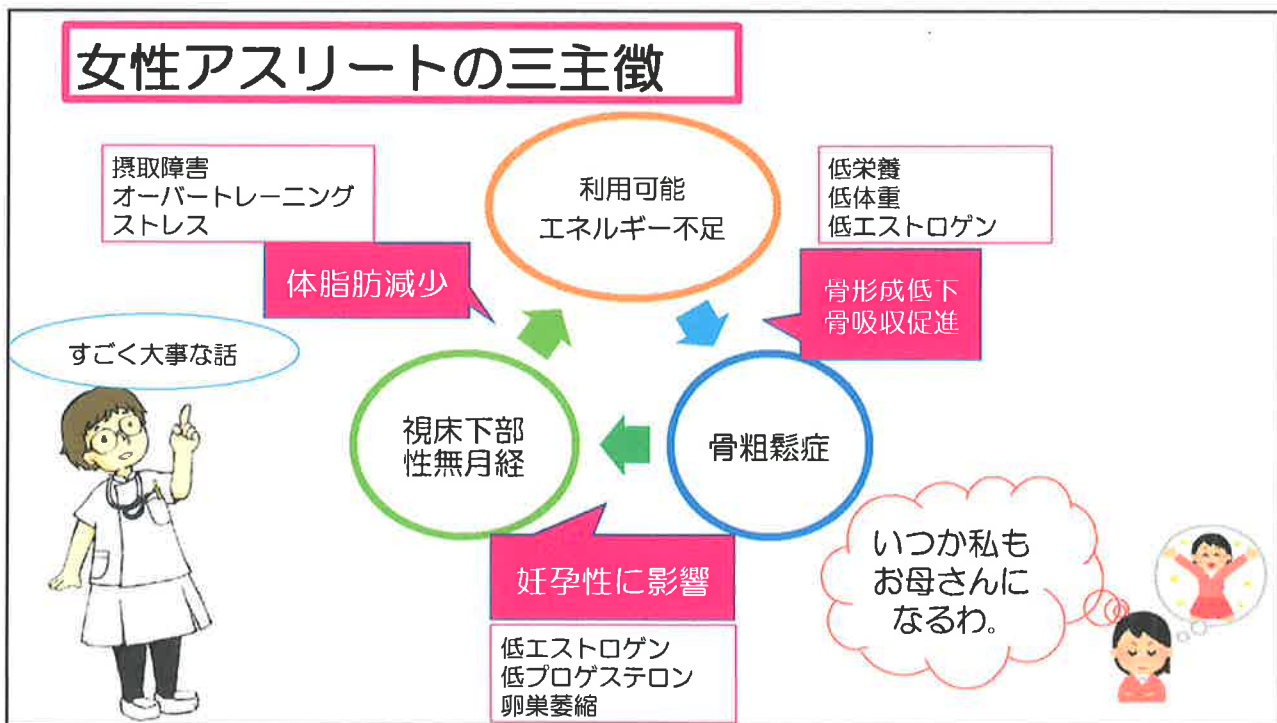 女性アスリートの三主徴
摂取障害
オーバートレーニング
ストレス
利用可能
エネルギー不足
低栄養
低体重
低エストロゲン
体脂肪減少
骨形成低下
骨吸収促進
すごく大事な話
視床下部
性無月経
骨粗鬆症
妊孕性に影響
低エストロゲン
低プロゲステロン
卵巣萎縮
いつか私も
お母さんに
なるわ。